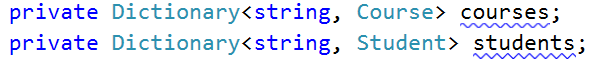 private Dictionary<string, Course> courses;
private Dictionary<string, Student> students;